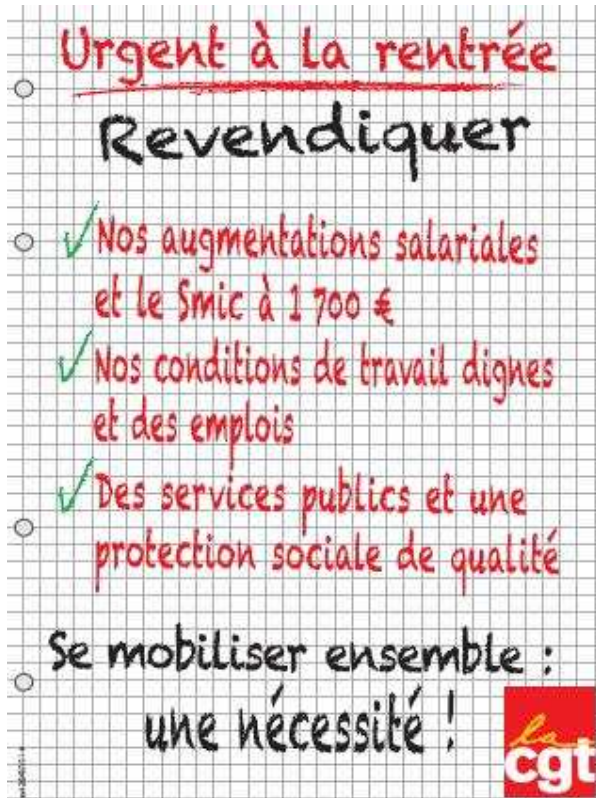 Urgent à la rentrée
Revendiquer
Nos augmentations salariales
et le Smic à 1 700 €
Nos conditions de travail dignes
et des emplois
Des services publics et une
protection sociale de qualité
Se mobiliser ensemble :
une nécessité !
la
cgt